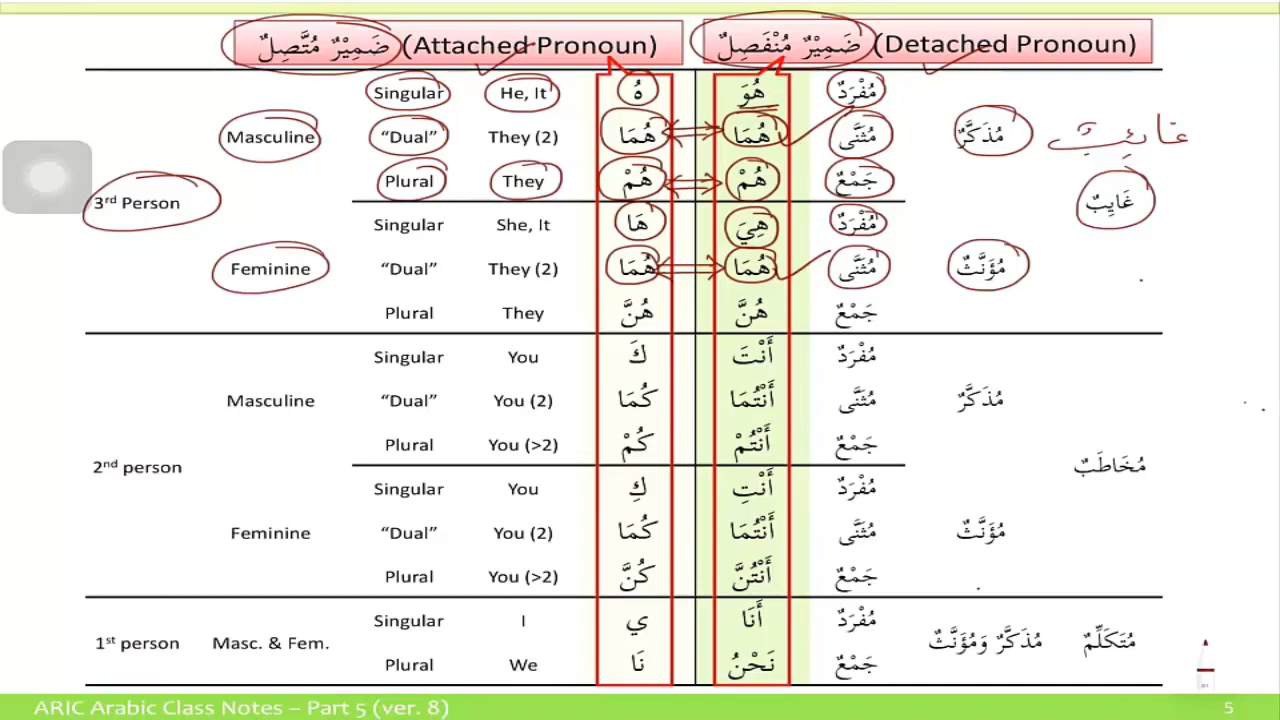 ضَمِيْرٌ مُتَّصِلٌ (Attached Pronoun) ضَمِيْرٌ مُنْفَصِلٌ (Detached Pronoun)
Singular He, It هُ هُوَ مُفْرَدٌ
Masculine “Dual” They (2) هُمَا هُمَا مُثَنَّى مُذَكَّرٌ غائِبٌ
Plural They هُمْ هُمْ جَمْعٌ
3rd Person غَايِبٌ
Singular She, It هَا هِيَ مُفْرَدٌ
Feminine “Dual” They (2) هُمَا هُمَا مُثَنَّى مُؤَنَّثٌ
Plural They هُنَّ هُنَّ جَمْعٌ
Singular You كَ أَنْتَ مُفْرَدٌ
Masculine “Dual” You (2) كُمَا أَنْتُمَا مُثَنَّى مُذَكَّرٌ
Plural You (>2) كُمْ أَنْتُمْ جَمْعٌ
2nd person مُخَاطَبٌ
Singular You كِ أَنْتِ مُفْرَدٌ
Feminine “Dual” You (2) كُمَا أَنْتُمَا مُثَنَّى مُؤَنَّثٌ
Plural You (>2) كُنَّ أَنْتُنَّ جَمْعٌ
Singular I ي أَنَا مُفْرَدٌ
1st person Masc. & Fem. مُذَكَّرٌ وَمُؤَنَّثٌ مُتَكَلِّمٌ
Plural We نَا نَحْنُ جَمْعٌ
ARIC Arabic Class Notes – Part 5 (ver. 8) 5